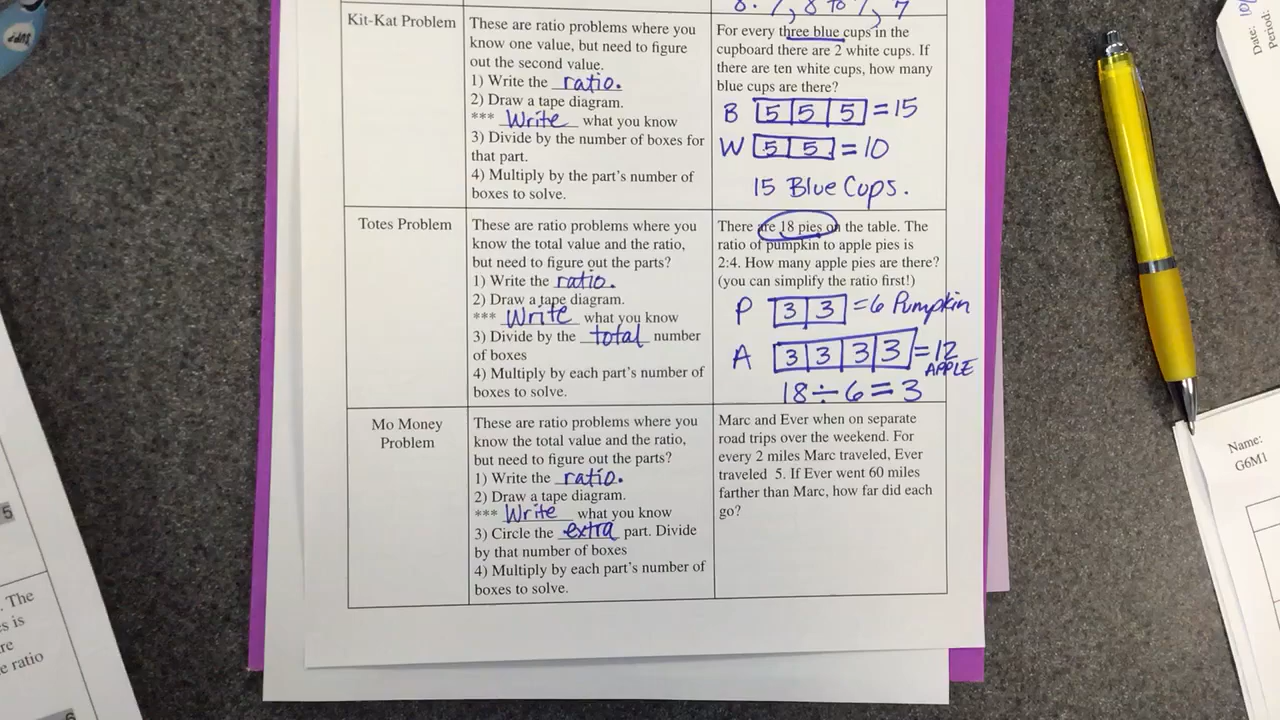 8:7, 8 to 7, 7
Kit-Kat Problem
These are ratio problems where you
know one value, but need to figure
out the second value.
1) Write the ratio.
2) Draw a tape diagram.
*** Write what you know
3) Divide by the number of boxes for
that part.
4) Multiply by the part's number of
boxes to solve.
For every three blue cups in the
cupboard there are 2 white cups. If
there are ten white cups, how many
blue cups are there?
B 5 5 5 = 15
W 5 5 = 10
15 Blue Cups.
Totes Problem
These are ratio problems where you
know the total value and the ratio,
but need to figure out the parts?
1) Write the ratio.
2) Draw a tape diagram.
*** Write what you know
3) Divide by the total number
of boxes
4) Multiply by each part's number of
boxes to solve.
There are 18 pies on the table. The
ratio of pumpkin to apple pies is
2:4. How many apple pies are there?
(you can simplify the ratio first!)
P 3 3 = 6 Pumpkin
A 3 3 3 3 = 12
APPLE
18 ÷ 6 = 3
Mo Money
Problem
These are ratio problems where you
know the total value and the ratio,
but need to figure out the parts?
1) Write the ratio.
2) Draw a tape diagram.
*** Write what you know
3) Circle the extra part. Divide
by that number of boxes
4) Multiply by each part's number of
boxes to solve.
Marc and Ever when on separate
road trips over the weekend. For
every 2 miles Marc traveled, Ever
traveled 5. If Ever went 60 miles
farther than Marc, how far did each
go?
5
. The
s is
re
e ratio
6
Date:
Period:
Name:
G6M1